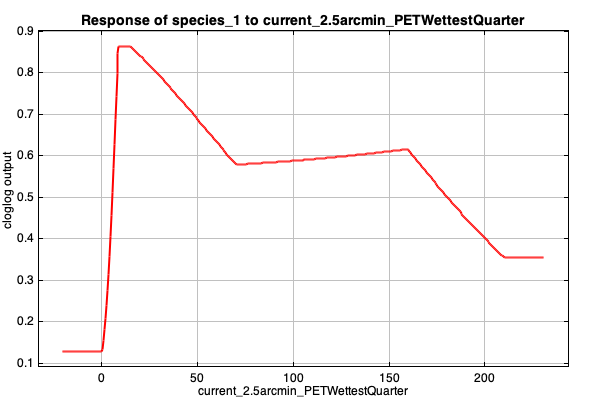 Response of species_1 to current_2.5arcmin_PETWettestQuarter
0.9
0.8
0.7
0.6
0.5
0.4
0.3
0.2
0.1
cloglog output
0 50 100 150 200
current_2.5arcmin_PETWettestQuarter